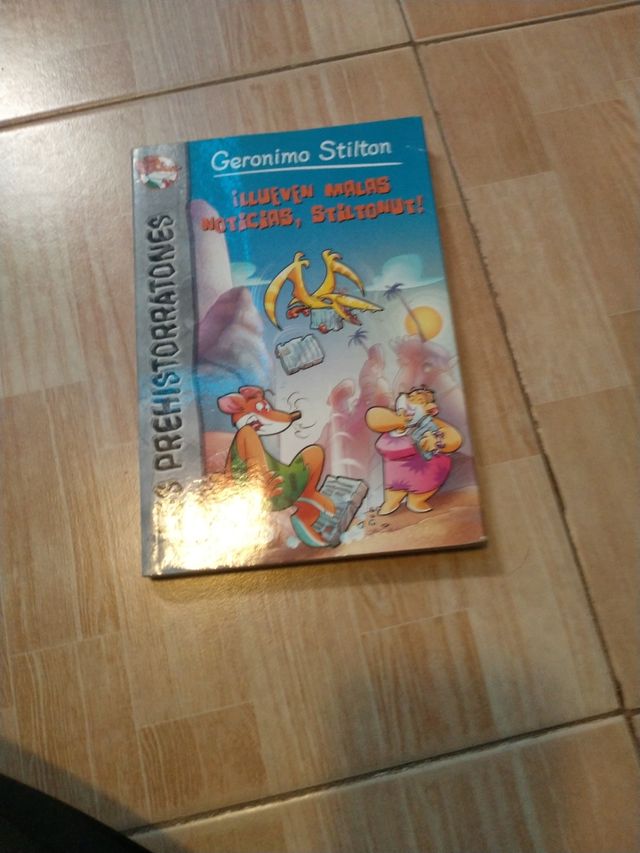 Geronimo Stilton
¡LLUEVEN MALAS
NOTICIAS, STILTONUT!
PREHISTORRATONES